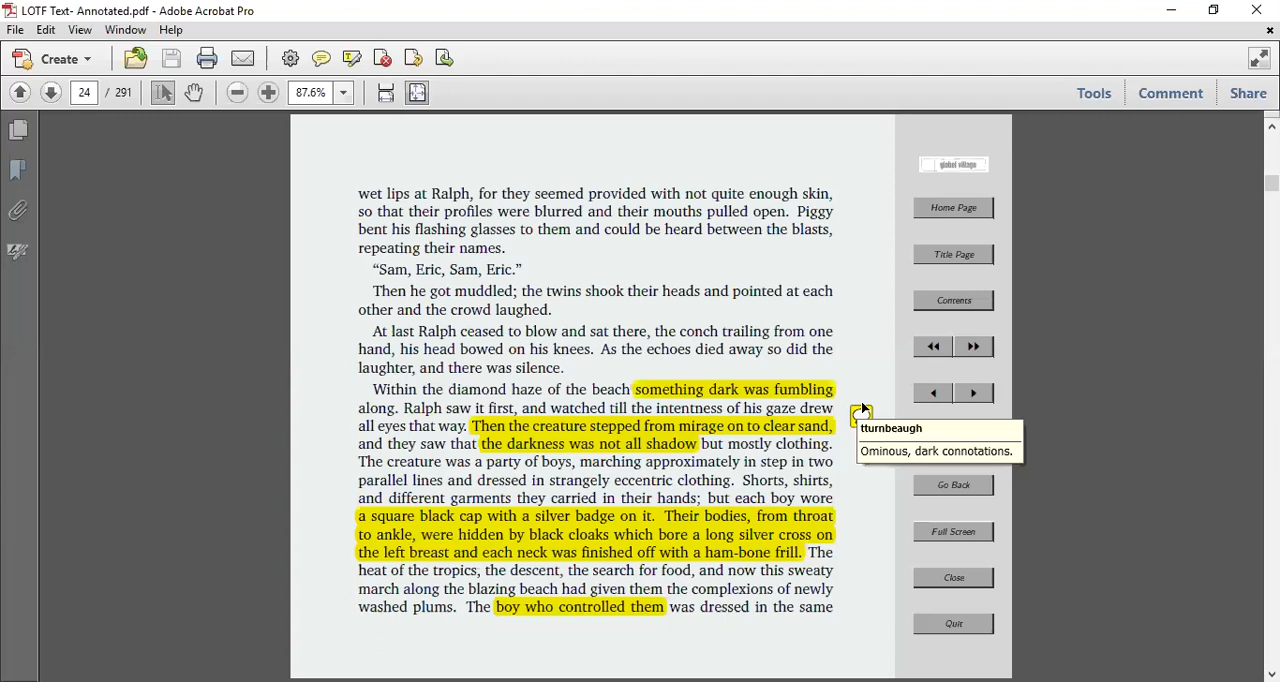 LOTF Text- Annotated.pdf - Adobe Acrobat Pro
File Edit View Window Help
Create
24 / 291 87.6% Tools Comment Share
global village
wet lips at Ralph, for they seemed provided with not quite enough skin,
so that their profiles were blurred and their mouths pulled open. Piggy
bent his flashing glasses to them and could be heard between the blasts,
repeating their names.
“Sam, Eric, Sam, Eric.”
Then he got muddled; the twins shook their heads and pointed at each
other and the crowd laughed.
At last Ralph ceased to blow and sat there, the conch trailing from one
hand, his head bowed on his knees. As the echoes died away so did the
laughter, and there was silence.
Within the diamond haze of the beach something dark was fumbling
along. Ralph saw it first, and watched till the intentness of his gaze drew
all eyes that way. Then the creature stepped from mirage on to clear sand,
and they saw that the darkness was not all shadow but mostly clothing.
The creature was a party of boys, marching approximately in step in two
parallel lines and dressed in strangely eccentric clothing. Shorts, shirts,
and different garments they carried in their hands; but each boy wore
a square black cap with a silver badge on it. Their bodies, from throat
to ankle, were hidden by black cloaks which bore a long silver cross on
the left breast and each neck was finished off with a ham-bone frill. The
heat of the tropics, the descent, the search for food, and now this sweaty
march along the blazing beach had given them the complexions of newly
washed plums. The boy who controlled them was dressed in the same
Home Page
Title Page
Contents
tturnbeaugh
Ominous, dark connotations.
Go Back
Full Screen
Close
Quit